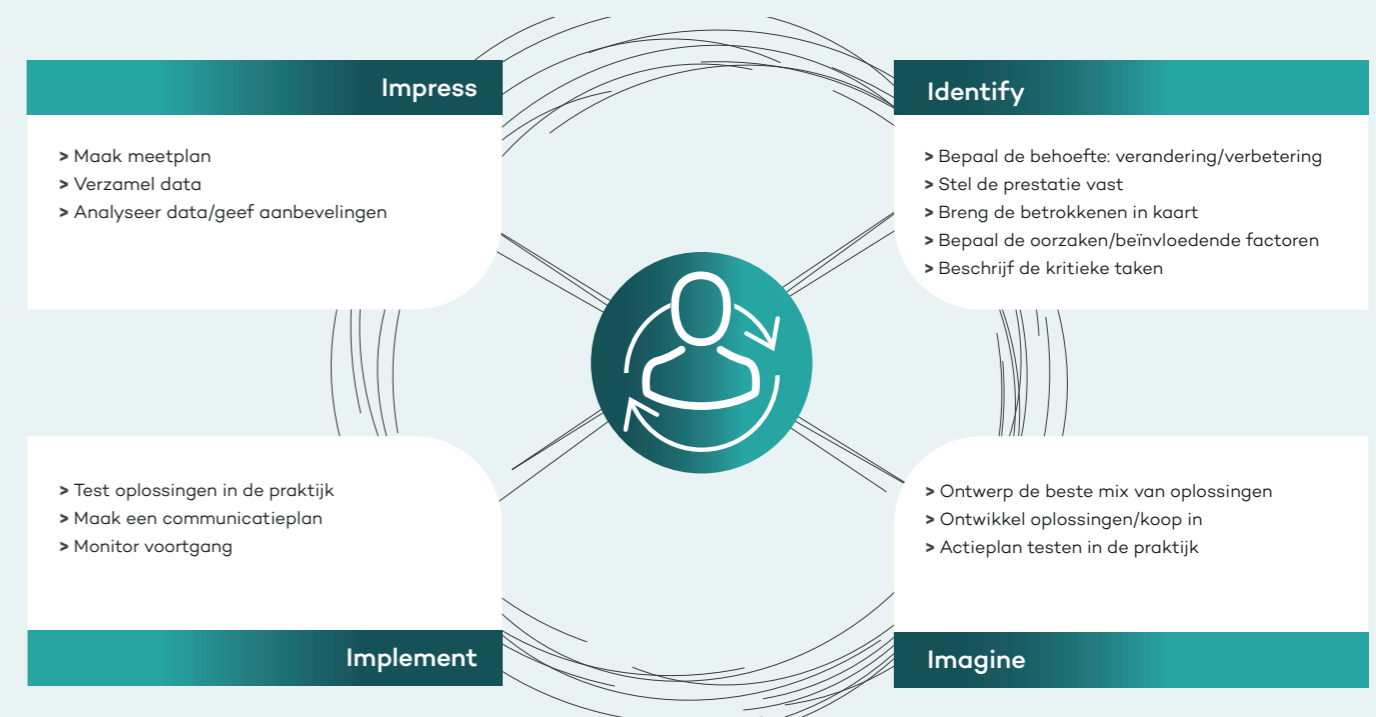 Impress
> Maak meetplan
> Verzamel data
> Analyseer data/geef aanbevelingen
Identify
> Bepaal de behoefte: verandering/verbetering
> Stel de prestatie vast
> Breng de betrokkenen in kaart
> Bepaal de oorzaken/beïnvloedende factoren
> Beschrijf de kritieke taken
> Test oplossingen in de praktijk
> Maak een communicatieplan
> Monitor voortgang
Implement
> Ontwerp de beste mix van oplossingen
> Ontwikkel oplossingen/koop in
> Actieplan testen in de praktijk
Imagine